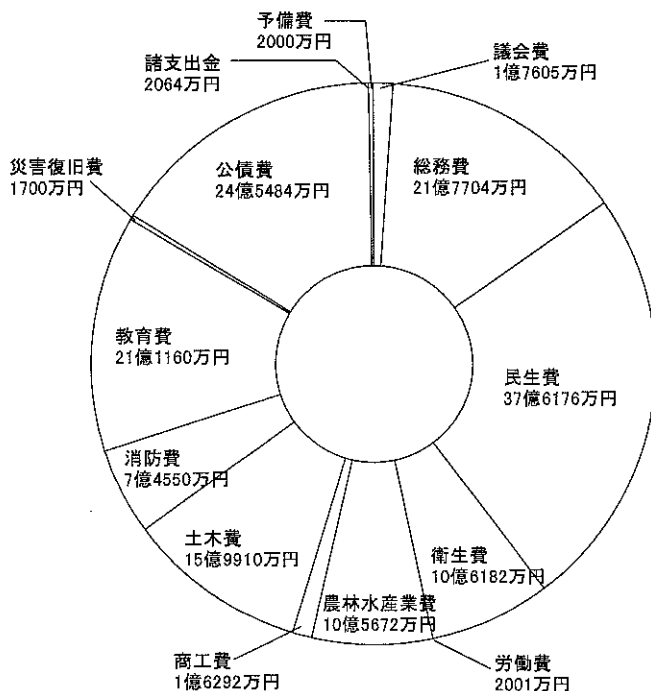 予備費
2000万円
議会費
1億7605万円
総務費
21億7704万円
民生費
37億6176万円
衛生費
10億6182万円
労働費
2001万円
農林水産業費
10億5672万円
商工費
1億6292万円
土木費
15億9910万円
消防費
7億4550万円
教育費
21億1160万円
災害復旧費
1700万円
公債費
24億5484万円
諸支出金
2064万円